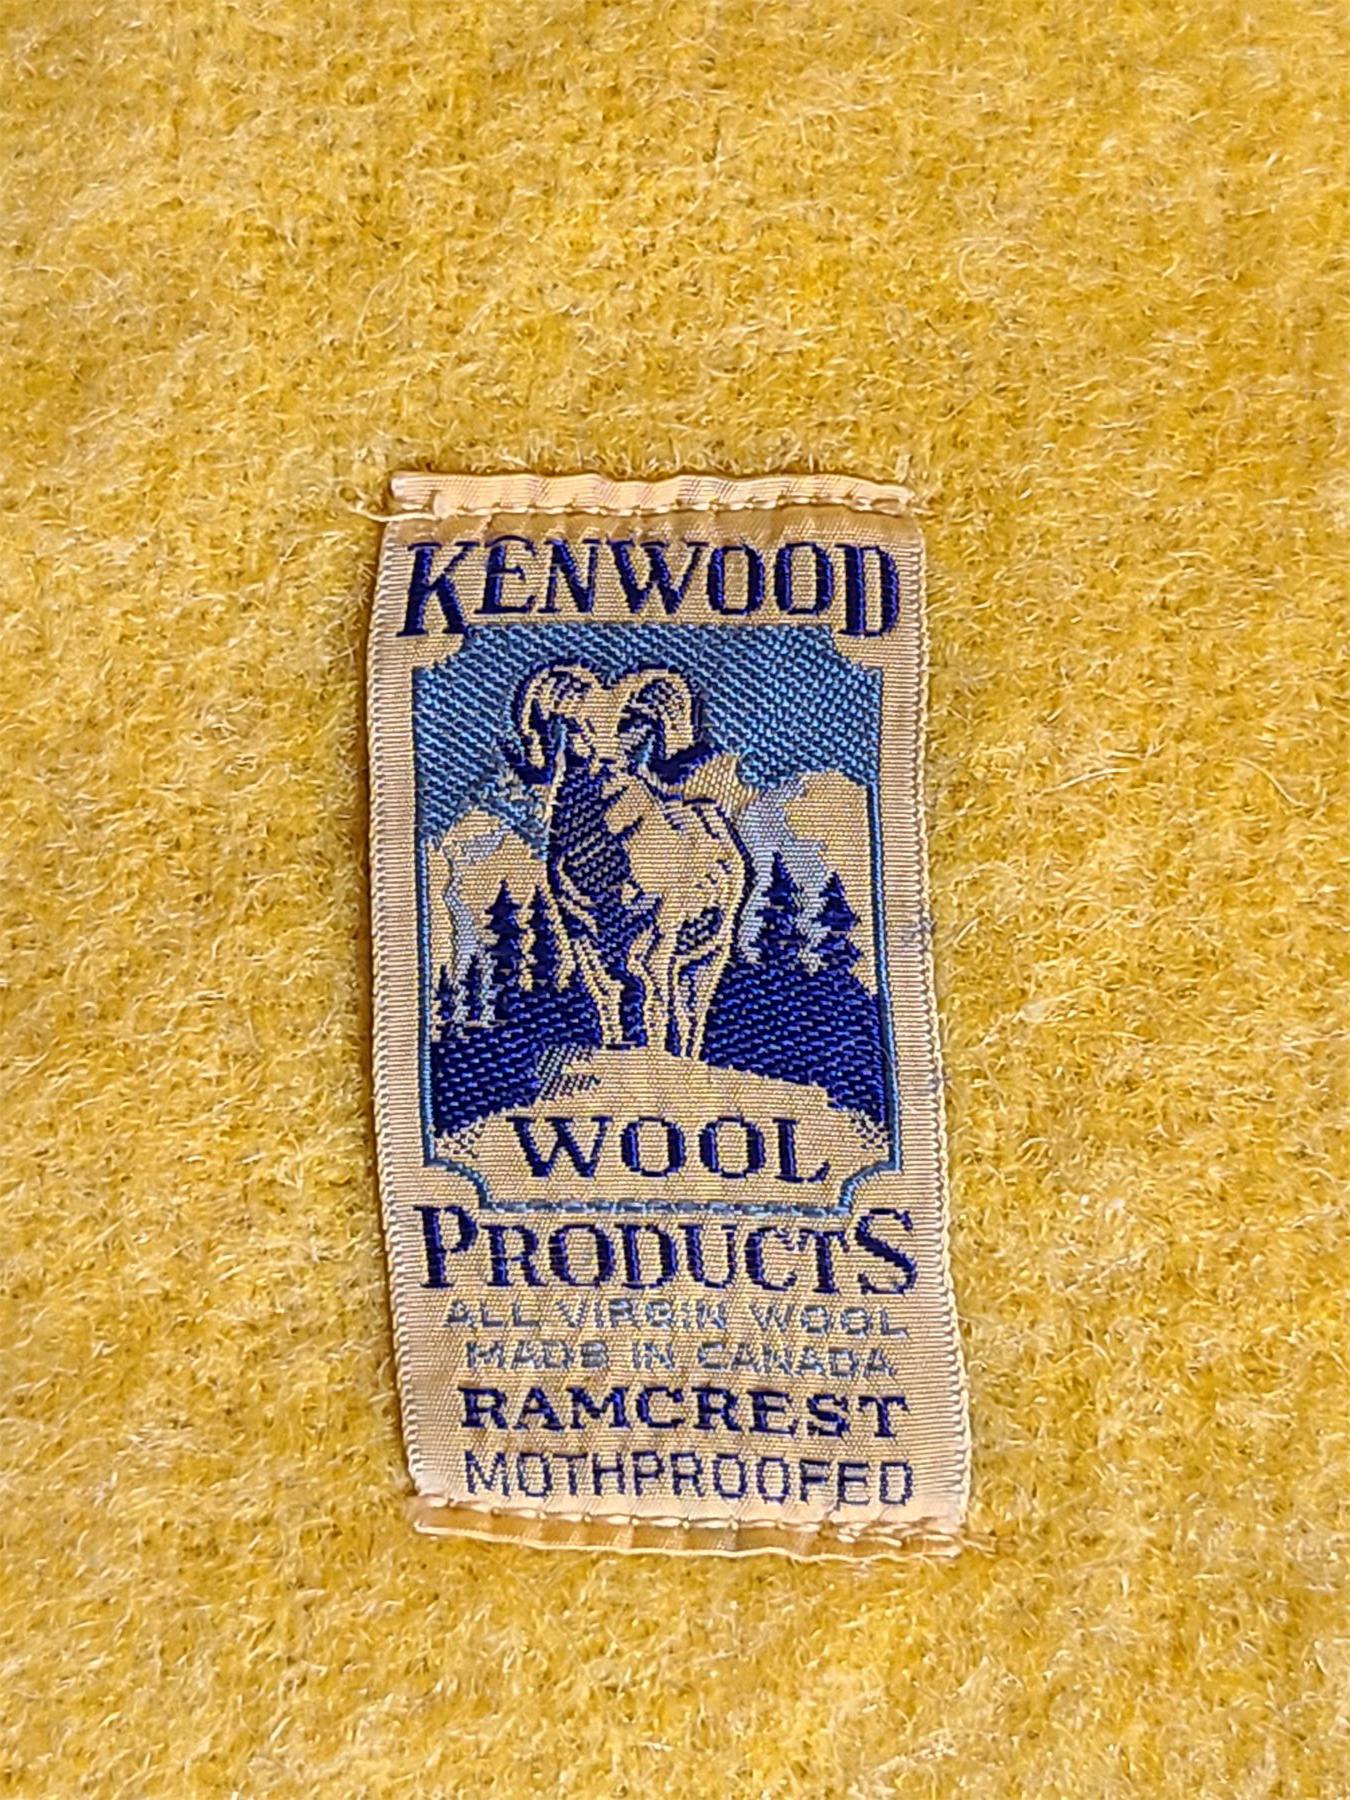 KENWOOD
WOOL
PRODUCTS
ALL VIRGIN WOOL
MADE IN CANADA
RAMCREST
MOTHPROOFED